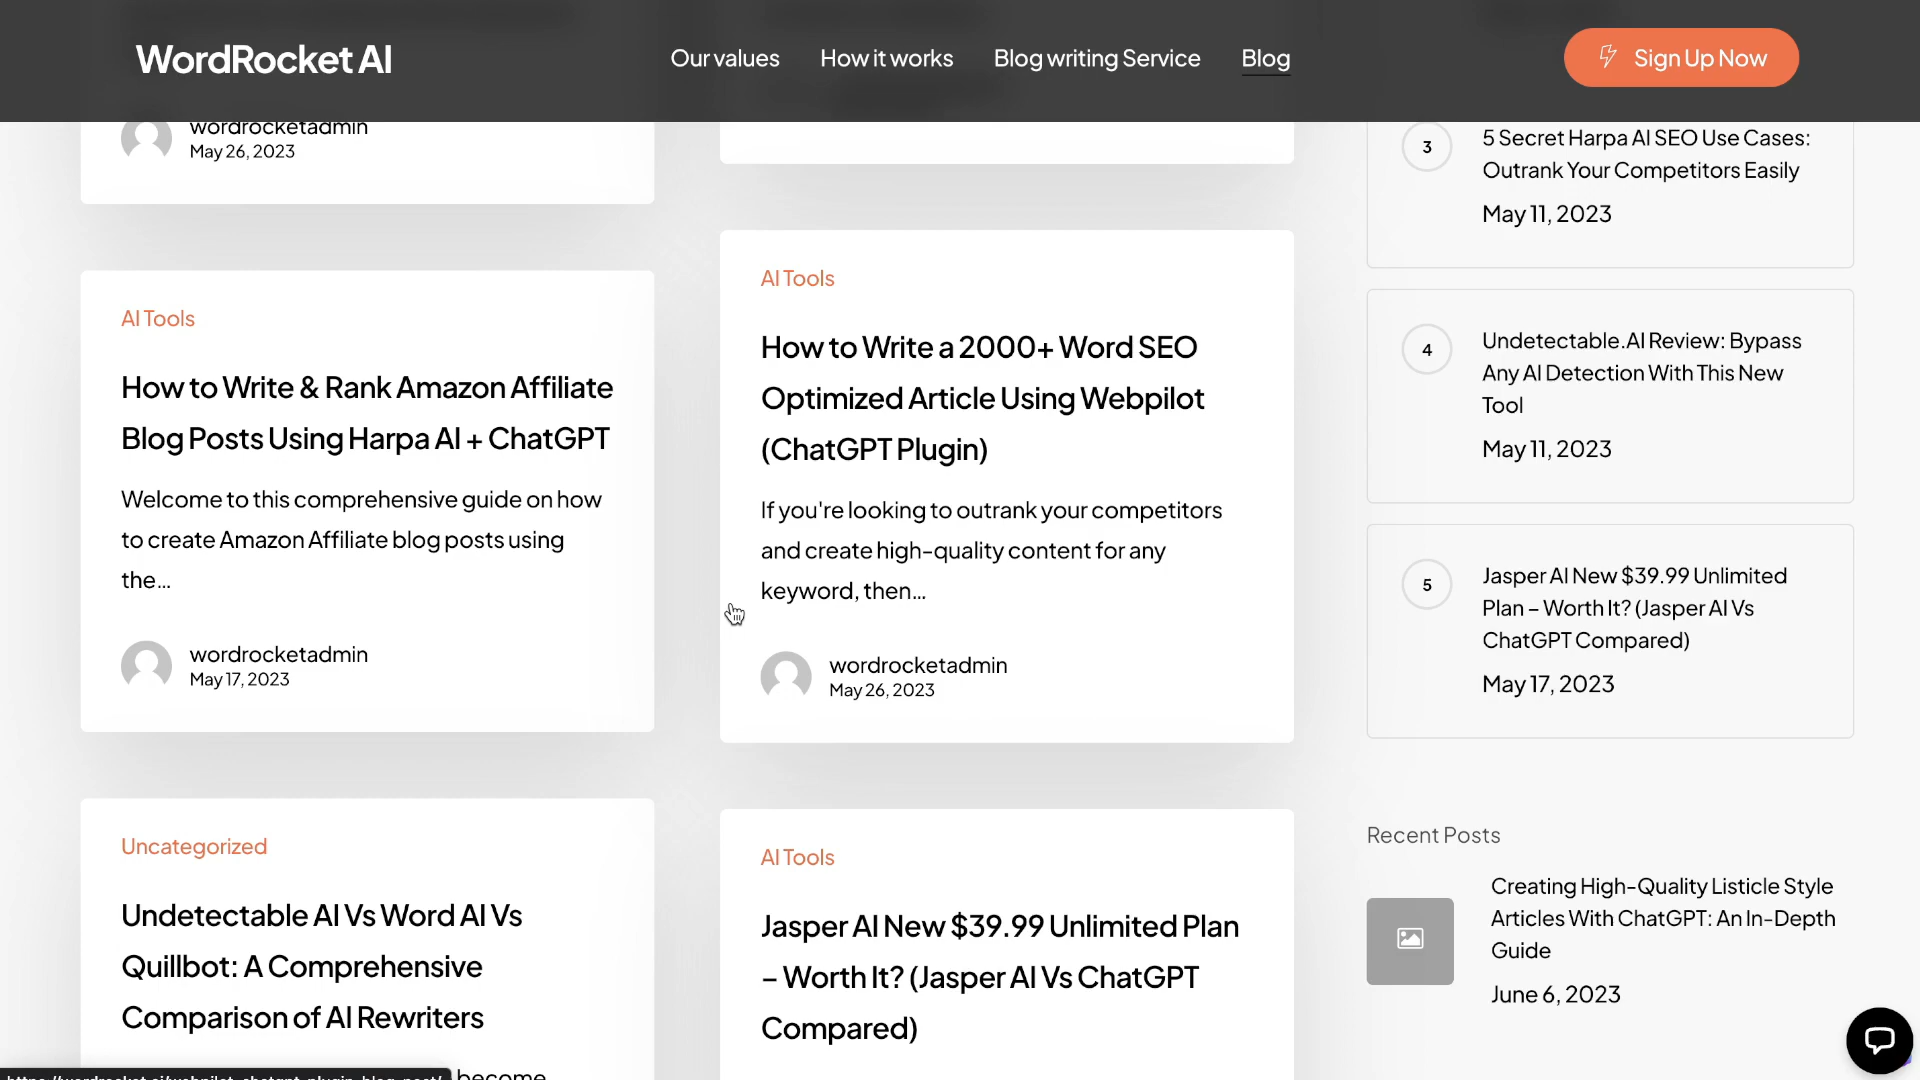 WordRocket AI
Our values
How it works
Blog writing Service
Blog
Sign Up Now
wordrocketadmin
May 26, 2023
AI Tools
How to Write & Rank Amazon Affiliate
Blog Posts Using Harpa AI + ChatGPT
Welcome to this comprehensive guide on how
to create Amazon Affiliate blog posts using
the...
wordrocketadmin
May 17, 2023
Uncategorized
Undetectable AI Vs Word AI Vs
Quillbot: A Comprehensive
Comparison of AI Rewriters
become
AI Tools
How to Write a 2000+ Word SEO
Optimized Article Using Webpilot
(ChatGPT Plugin)
If you're looking to outrank your competitors
and create high-quality content for any
keyword, then...
wordrocketadmin
May 26, 2023
AI Tools
Jasper AI New $39.99 Unlimited Plan
– Worth It? (Jasper AI Vs ChatGPT
Compared)
3
5 Secret Harpa AI SEO Use Cases:
Outrank Your Competitors Easily
May 11, 2023
4
Undetectable.AI Review: Bypass
Any AI Detection With This New
Tool
May 11, 2023
5
Jasper AI New $39.99 Unlimited
Plan – Worth It? (Jasper AI Vs
ChatGPT Compared)
May 17, 2023
Recent Posts
Creating High-Quality Listicle Style
Articles With ChatGPT: An In-Depth
Guide
June 6, 2023